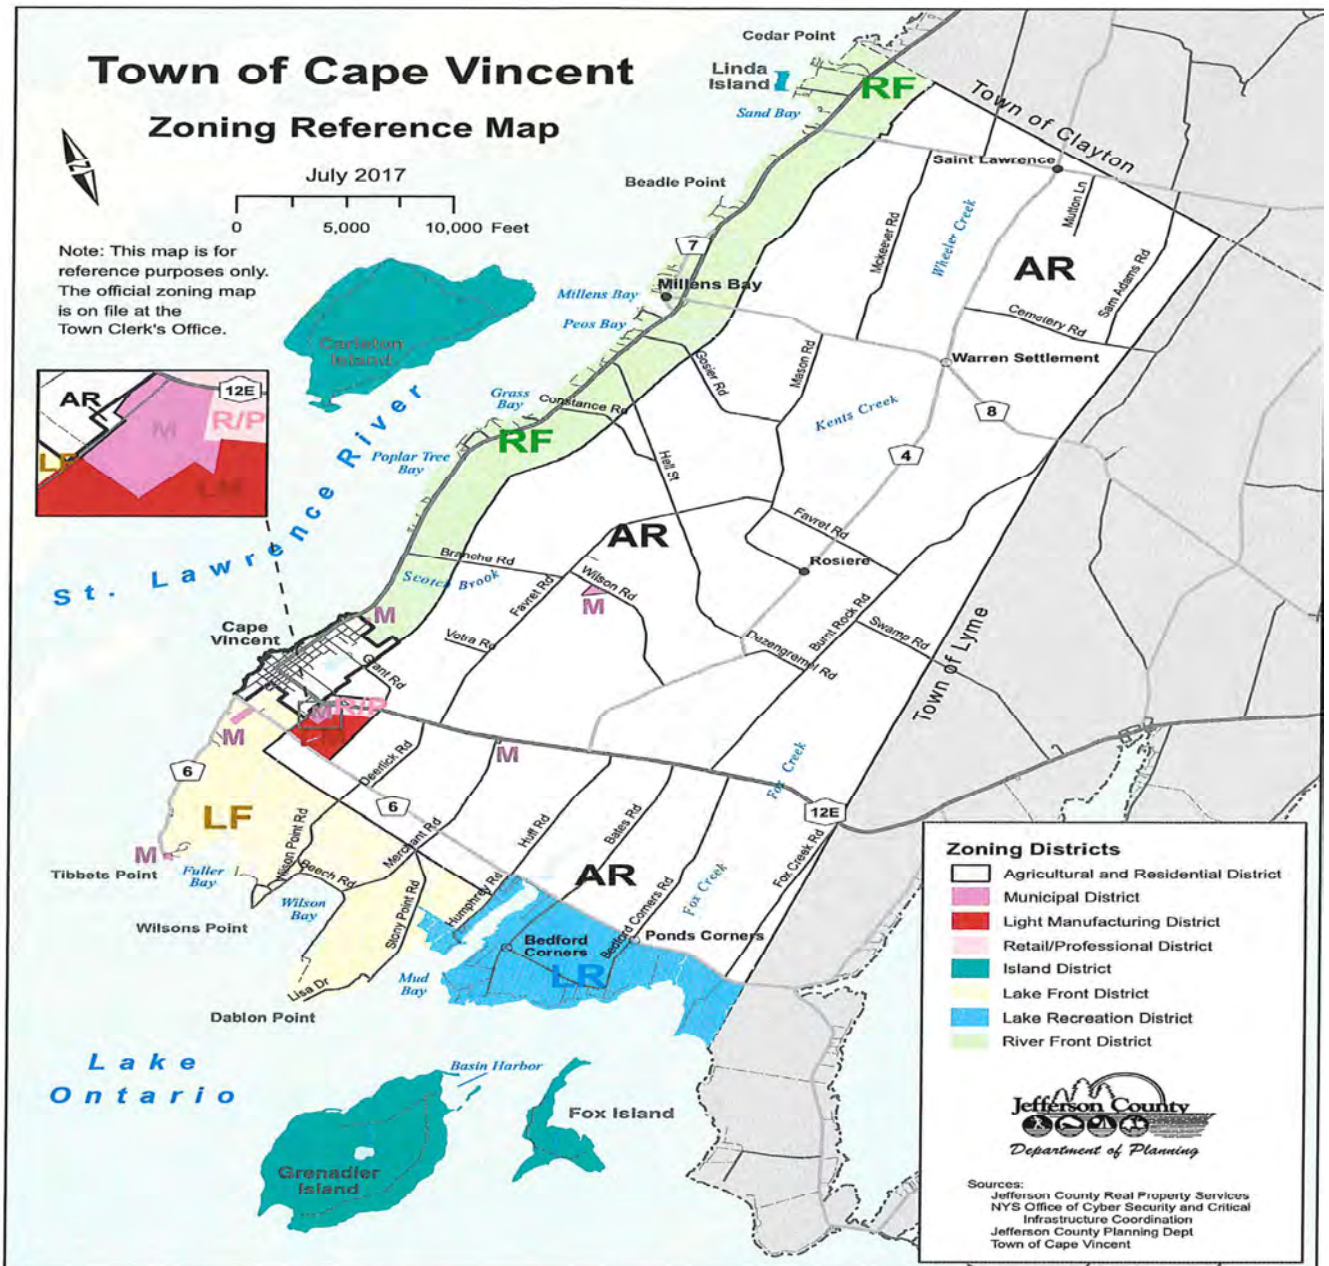 Town of Cape Vincent
Zoning Reference Map
July 2017
0 5,000 10,000 Feet
Note: This map is for
reference purposes only.
The official zoning map
is on file at the
Town Clerk's Office.
N
Cedar Point
Linda
Island
Sand Bay
RF
Town of Clayton
Saint Lawrence
Beadle Point
Mutton Ln
Mckeever Rd
Wheeler Creek
AR
Sam Adams Rd
7
Millens Bay
Millens Bay
Peos Bay
Cemetery Rd
Carleton
Island
Gosier Rd
Mason Rd
Warren Settlement
AR
12E
M
R/P
LF
LM
Grass
Bay
Constance Rd
RF
Kents Creek
8
4
Poplar Tree
Bay
Hell St
St. Lawrence River
AR
Favret Rd
Rosiere
Branche Rd
Scotch Brook
Favret Rd
Wilson Rd
M
M
Cape
Vincent
Votra Rd
Burnt Rock Rd
Swamp Rd
Dezengremel Rd
Town of Lyme
Grant Rd
R/P
M
LM
M
M
Deerlick Rd
Fox Creek
6
6
12E
LF
Merchant Rd
Huff Rd
Bates Rd
Fox Creek Rd
M
Tibbets Point
Fuller
Bay
Wilson Point Rd
Beech Rd
AR
Wilson
Bay
Wilsons Point
Stony Point Rd
Humphrey Rd
Bedford Corners Rd
Fox Creek
Ponds Corners
Bedford
Corners
LR
Mud
Bay
Lisa Dr
Dablon Point
Lake
Ontario
Basin Harbor
Fox Island
Grenadier
Island
Zoning Districts
Agricultural and Residential District
Municipal District
Light Manufacturing District
Retail/Professional District
Island District
Lake Front District
Lake Recreation District
River Front District
Jefferson County
Department of Planning
Sources:
Jefferson County Real Property Services
NYS Office of Cyber Security and Critical
Infrastructure Coordination
Jefferson County Planning Dept
Town of Cape Vincent